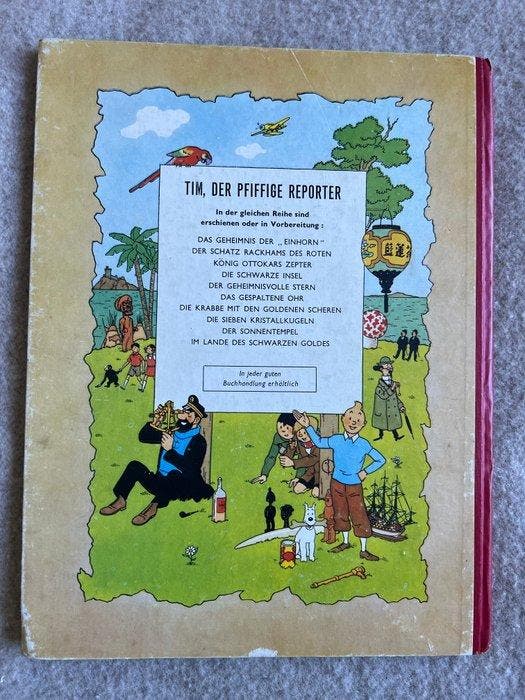 TIM, DER PFIFFIGE REPORTER
In der gleichen Reihe sind
erschienen oder in Vorbereitung :
DAS GEHEIMNIS DER „EINHORN"
DER SCHATZ RACKHAMS DES ROTEN
KÖNIG OTTOKARS ZEPTER
DIE SCHWARZE INSEL
DER GEHEIMNISVOLLE STERN
DAS GESPALTENE OHR
DIE KRABBE MIT DEN GOLDENEN SCHEREN
DIE SIEBEN KRISTALLKUGELN
DER SONNENTEMPEL
IM LANDE DES SCHWARZEN GOLDES
In jeder guten
Buchhandlung erhältlich